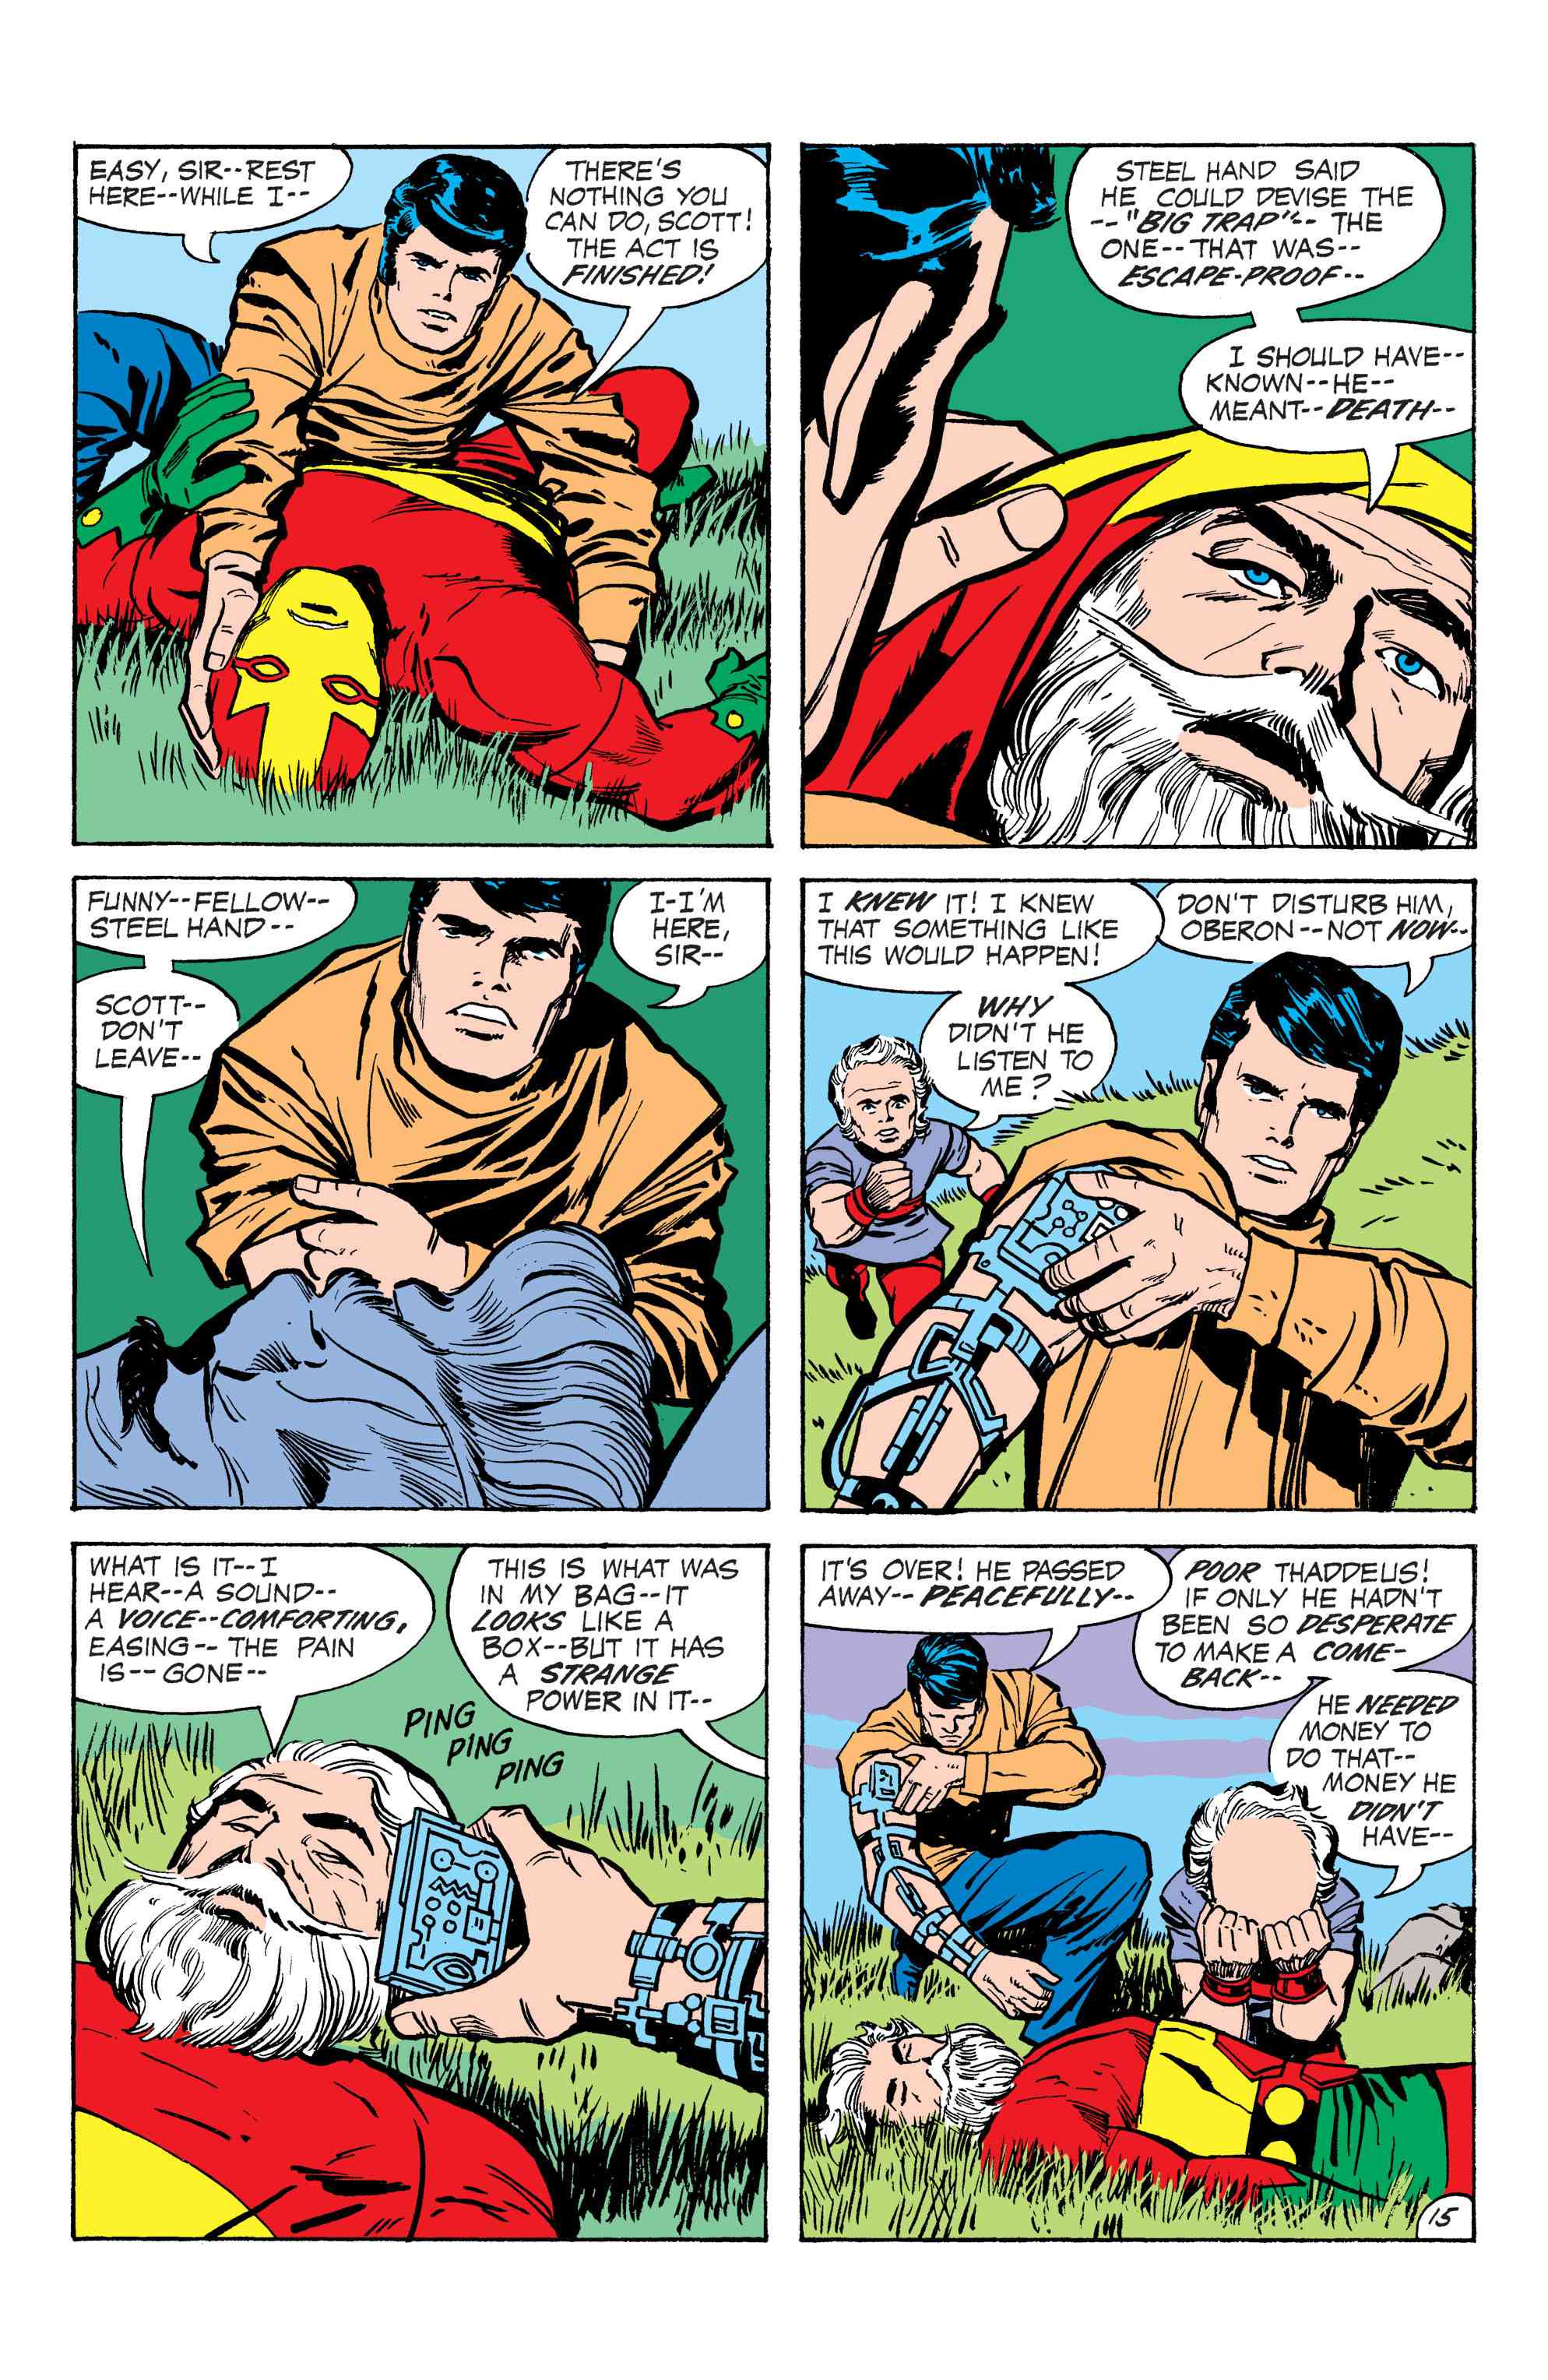 EASY, SIR--REST
HERE--WHILE I--
THERE'S
NOTHING YOU
CAN DO, SCOTT!
THE ACT IS
FINISHED!
STEEL HAND SAID
HE COULD DEVISE THE
--"BIG TRAP"-- THE
ONE--THAT WAS--
ESCAPE-PROOF--
I SHOULD HAVE--
KNOWN--HE--
MEANT--DEATH--
FUNNY--FELLOW--
STEEL HAND--
SCOTT--
DON'T
LEAVE--
I-I'M
HERE,
SIR--
I KNEW IT! I KNEW
THAT SOMETHING LIKE
THIS WOULD HAPPEN!
WHY
DIDN'T HE
LISTEN TO
ME?
DON'T DISTURB HIM,
OBERON--NOT NOW--
WHAT IS IT--I
HEAR--A SOUND--
A VOICE--COMFORTING,
EASING-- THE PAIN
IS-- GONE--
THIS IS WHAT WAS
IN MY BAG--IT
LOOKS LIKE A
BOX--BUT IT HAS
A STRANGE
POWER IN IT--
PING
PING
PING
IT'S OVER! HE PASSED
AWAY-- PEACEFULLY--
POOR THADDEUS!
IF ONLY HE HADN'T
BEEN SO DESPERATE
TO MAKE A COME-
BACK--
HE NEEDED
MONEY TO
DO THAT--
MONEY HE
DIDN'T
HAVE--
15